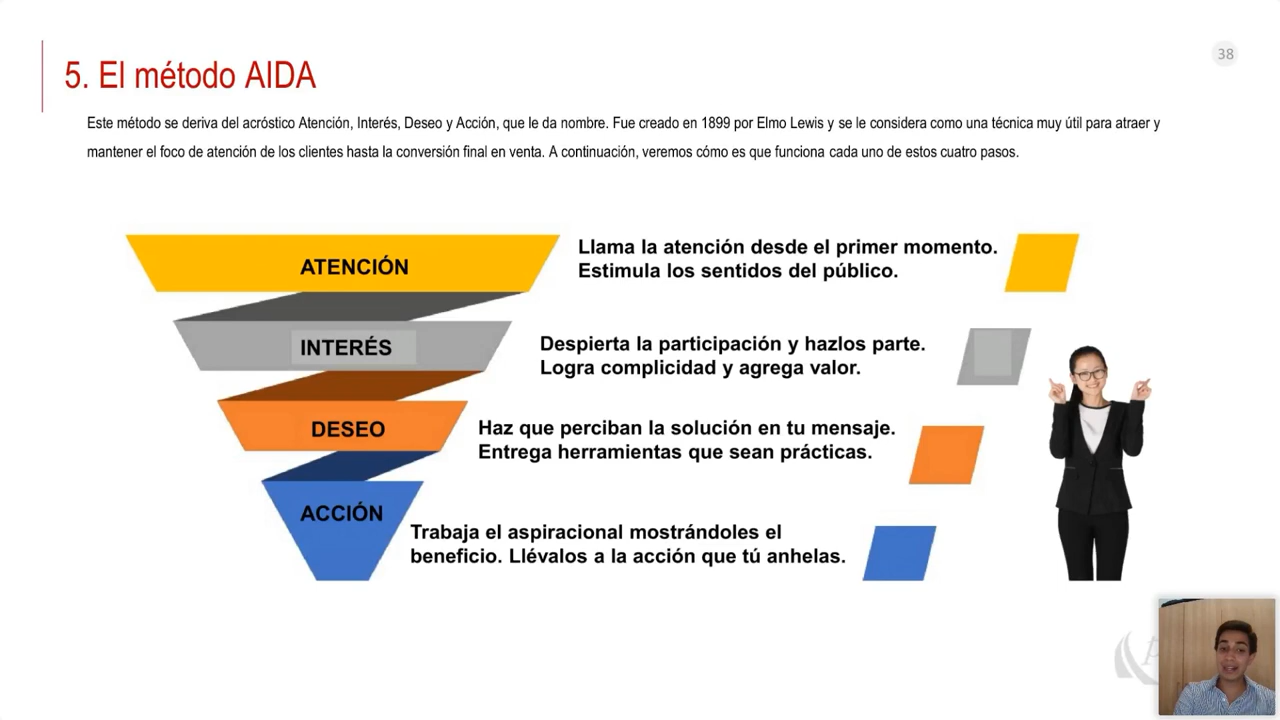 38
5. El método AIDA
Este método se deriva del acróstico Atención, Interés, Deseo y Acción, que le da nombre. Fue creado en 1899 por Elmo Lewis y se le considera como una técnica muy útil para atraer y
mantener el foco de atención de los clientes hasta la conversión final en venta. A continuación, veremos cómo es que funciona cada uno de estos cuatro pasos.
ATENCIÓN
Llama la atención desde el primer momento.
Estimula los sentidos del público.
INTERÉS
Despierta la participación y hazlos parte.
Logra complicidad y agrega valor.
DESEO
Haz que perciban la solución en tu mensaje.
Entrega herramientas que sean prácticas.
ACCIÓN
Trabaja el aspiracional mostrándoles el
beneficio. Llévalos a la acción que tú anhelas.